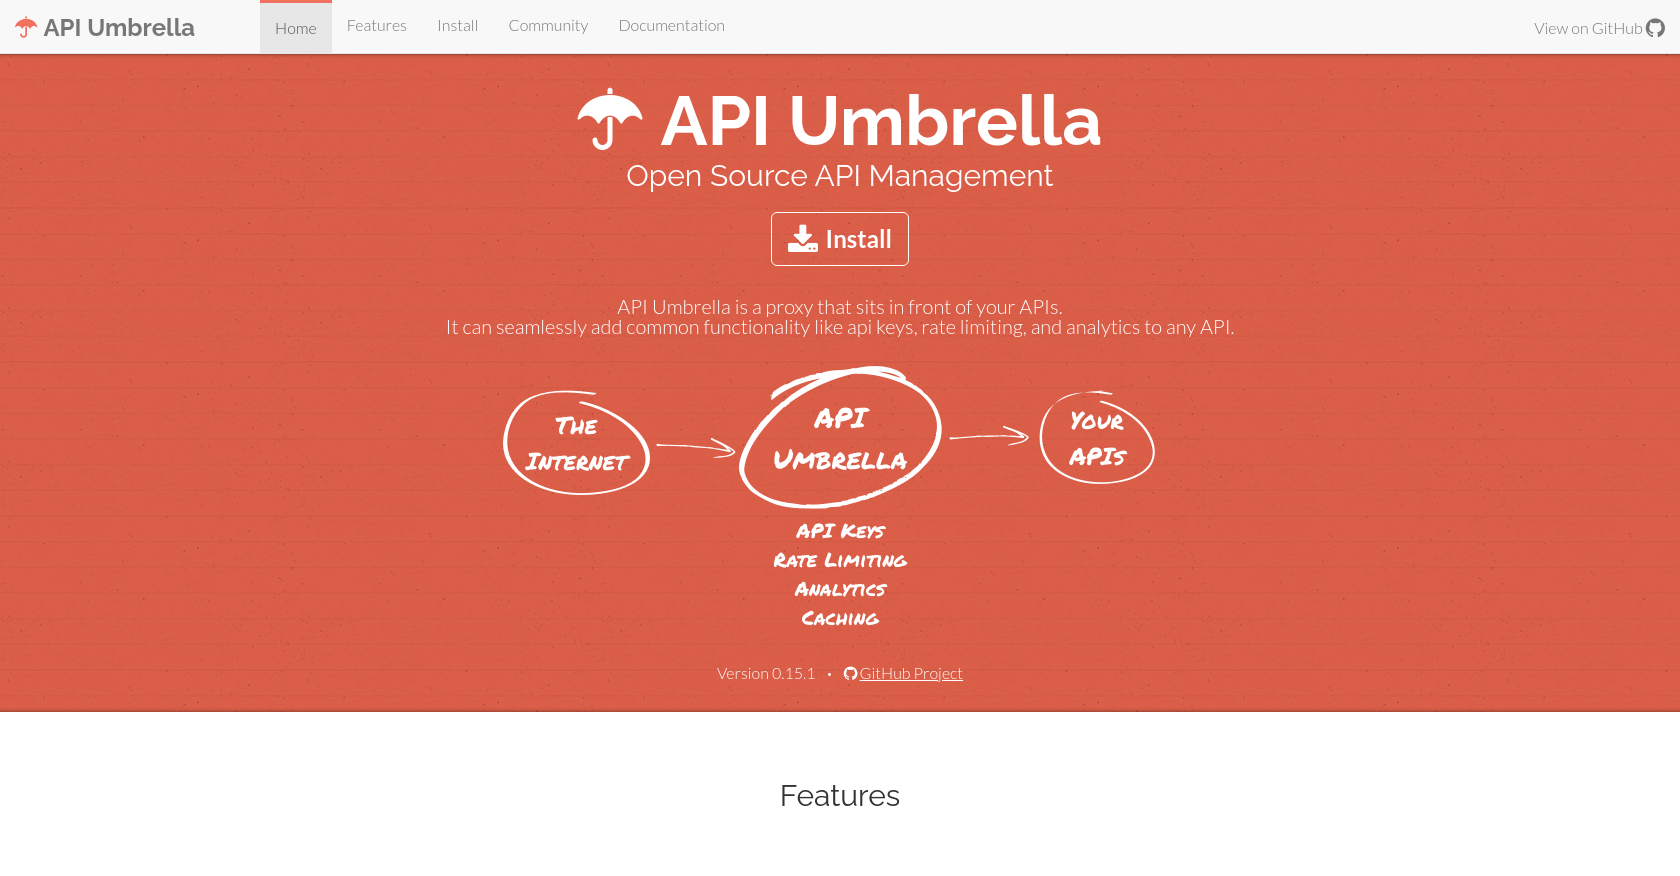 API Umbrella
Home
Features
Install
Community
Documentation
View on GitHub
API Umbrella
Open Source API Management
Install
API Umbrella is a proxy that sits in front of your APIs.
It can seamlessly add common functionality like api keys, rate limiting, and analytics to any API.
The
Internet
API
Umbrella
Your
APIs
API Keys
Rate Limiting
Analytics
Caching
Version 0.15.1 • GitHub Project
Features